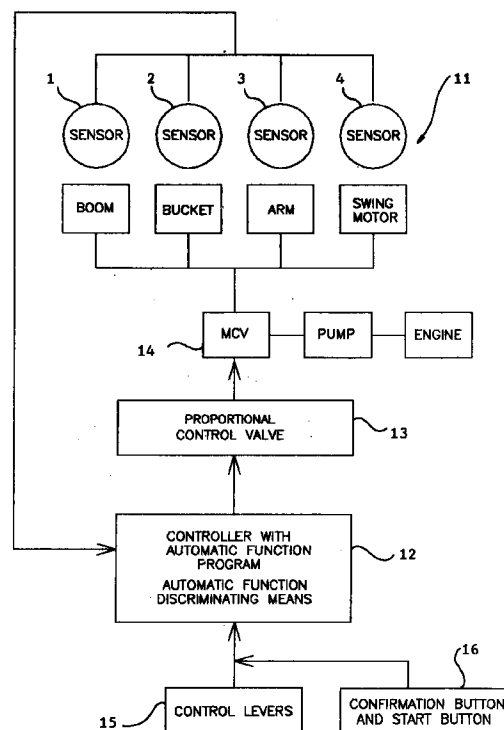 1
2
3
4
11
SENSOR
SENSOR
SENSOR
SENSOR
BOOM
BUCKET
ARM
SWING
MOTOR
MCV
PUMP
ENGINE
14
PROPORTIONAL
CONTROL VALVE
13
CONTROLLER WITH
AUTOMATIC FUNCTION
PROGRAM
AUTOMATIC FUNCTION
DISCRIMINATING MEANS
12
16
CONTROL LEVERS
15
CONFIRMATION BUTTON
AND START BUTTON